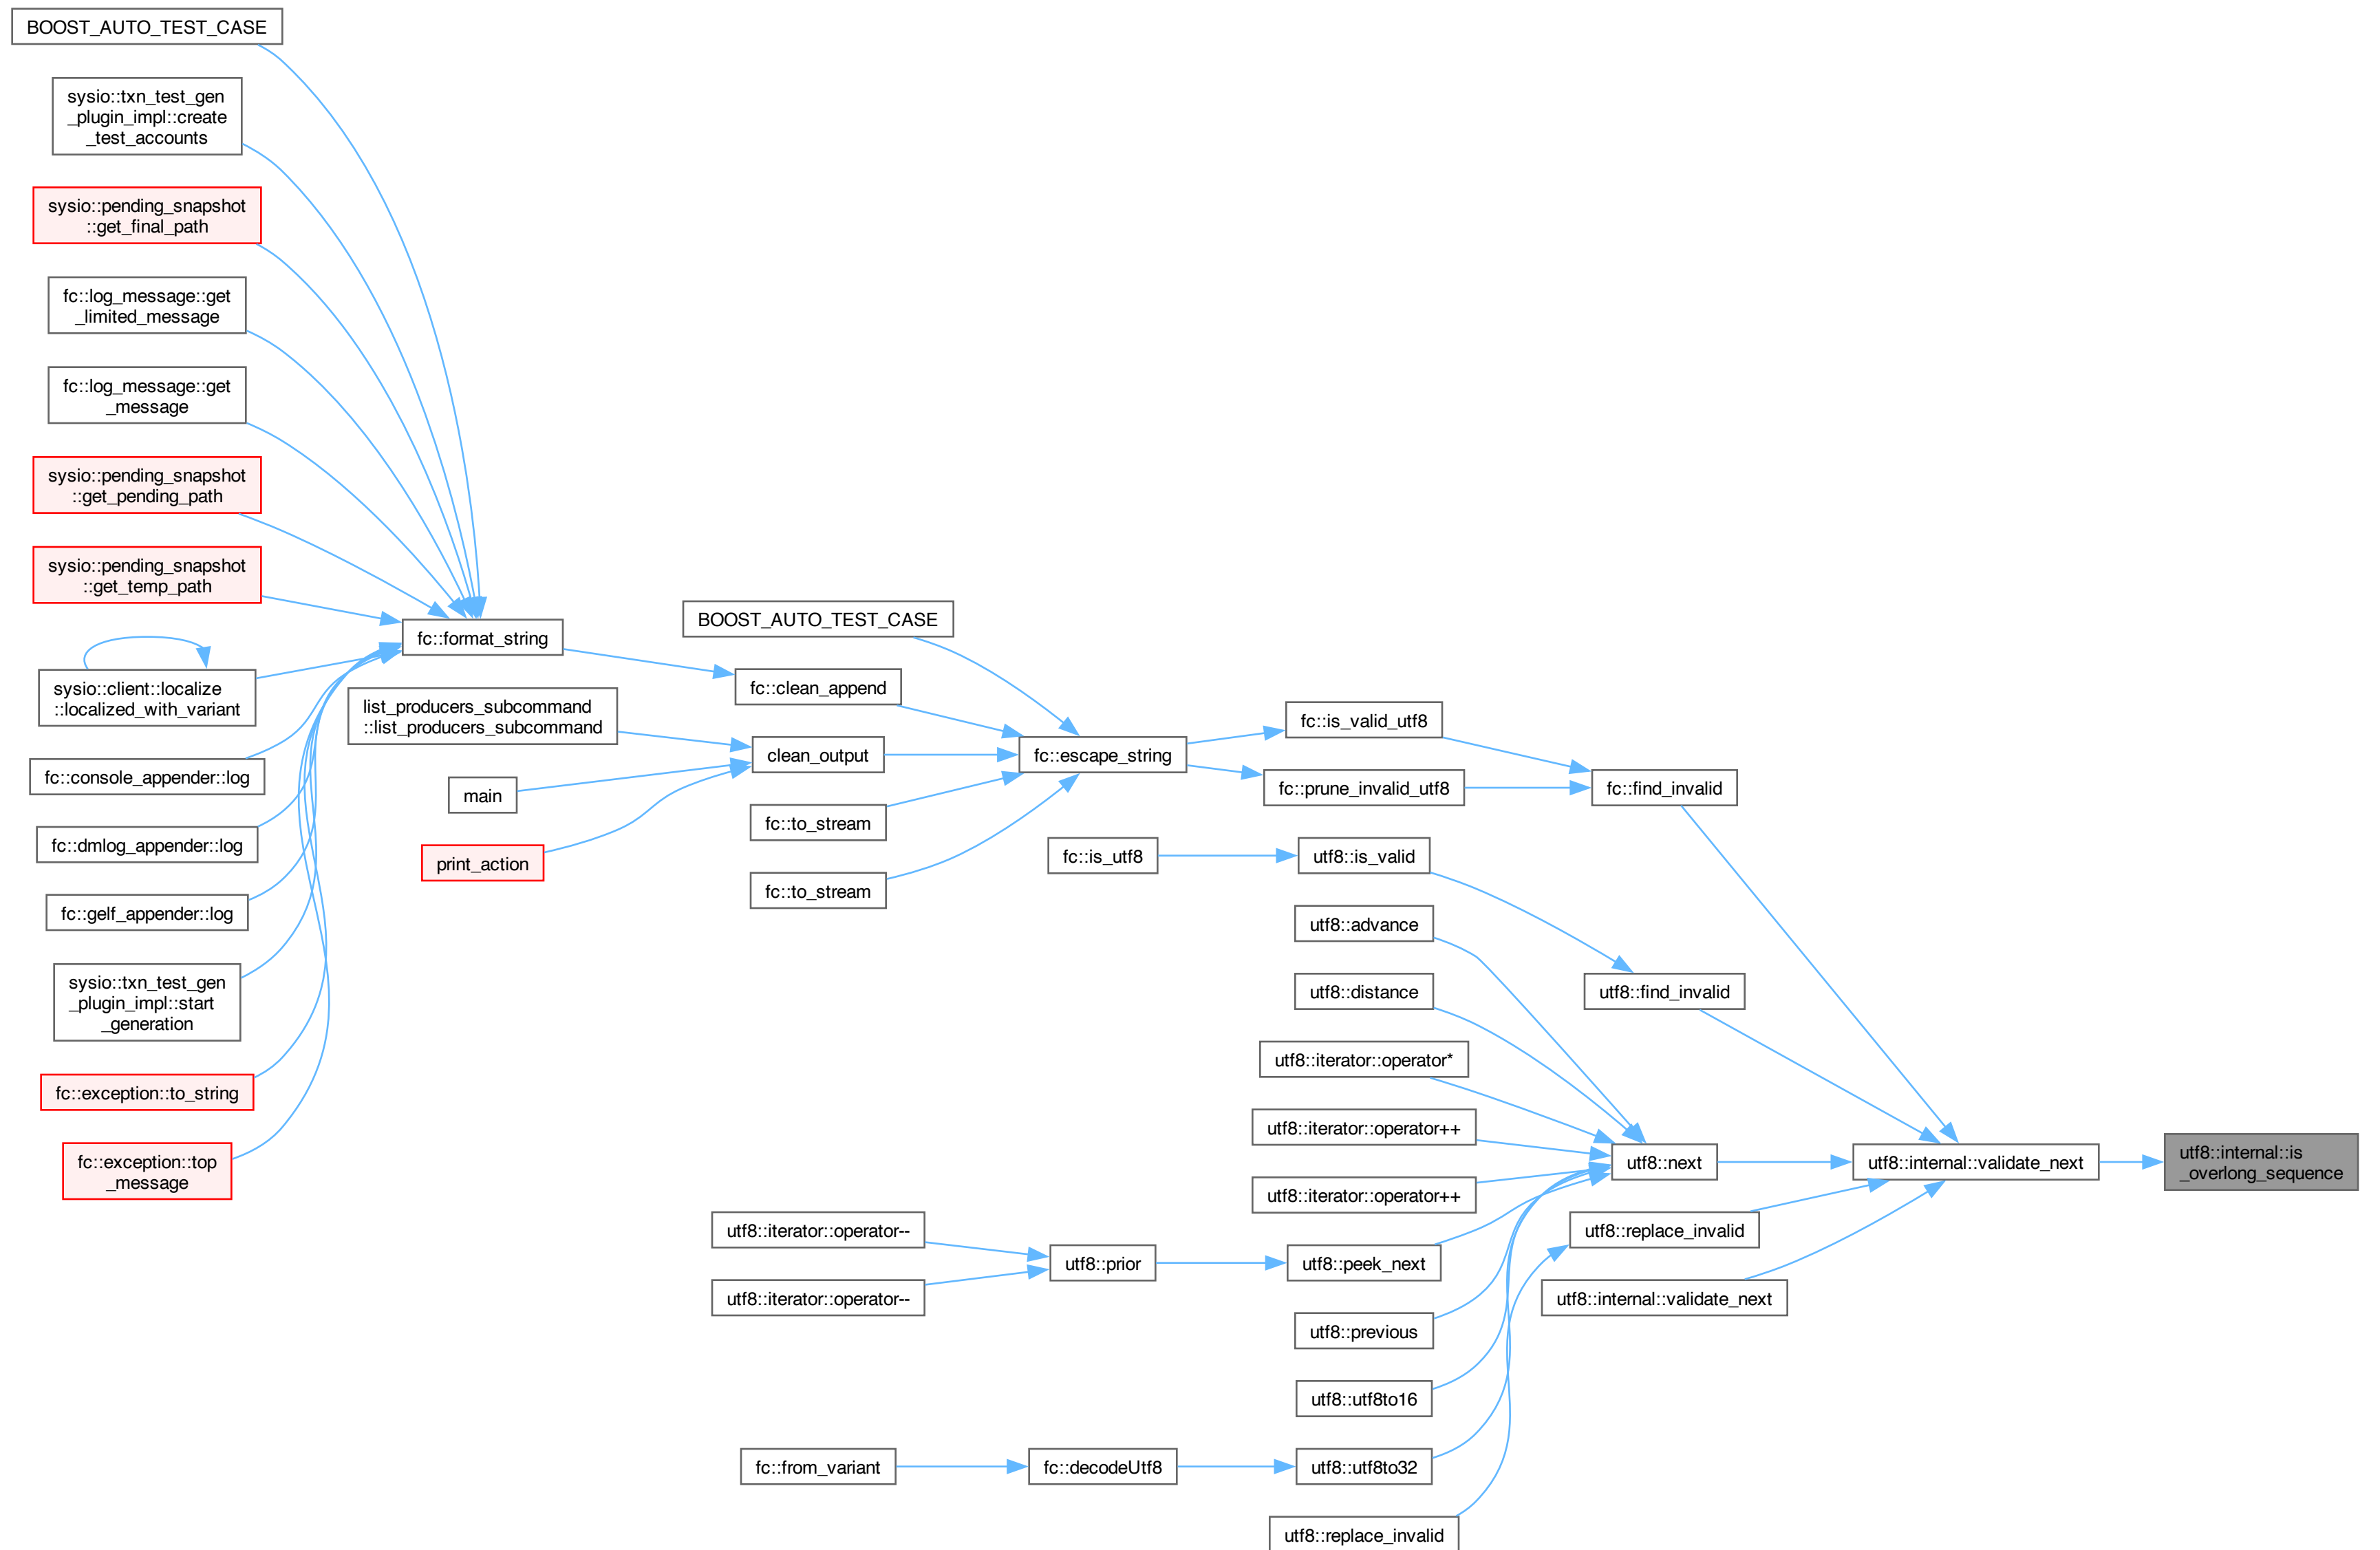 BOOST_AUTO_TEST_CASE
sysio::txn_test_gen
_plugin_impl::create
_test_accounts
sysio::pending_snapshot
::get_final_path
fc::log_message::get
_limited_message
fc::log_message::get
_message
sysio::pending_snapshot
::get_pending_path
sysio::pending_snapshot
::get_temp_path
sysio::client::localize
::localized_with_variant
fc::console_appender::log
fc::dmlog_appender::log
fc::gelf_appender::log
sysio::txn_test_gen
_plugin_impl::start
_generation
fc::exception::to_string
fc::exception::top
_message
fc::format_string
list_producers_subcommand
::list_producers_subcommand
main
print_action
BOOST_AUTO_TEST_CASE
fc::clean_append
clean_output
fc::to_stream
fc::to_stream
utf8::iterator::operator--
utf8::iterator::operator--
fc::from_variant
fc::escape_string
fc::is_utf8
utf8::prior
fc::decodeUtf8
fc::is_valid_utf8
fc::prune_invalid_utf8
utf8::is_valid
utf8::advance
utf8::distance
utf8::iterator::operator*
utf8::iterator::operator++
utf8::iterator::operator++
utf8::peek_next
utf8::previous
utf8::utf8to16
utf8::utf8to32
utf8::replace_invalid
fc::find_invalid
utf8::find_invalid
utf8::next
utf8::replace_invalid
utf8::internal::validate_next
utf8::internal::validate_next
utf8::internal::is
_overlong_sequence